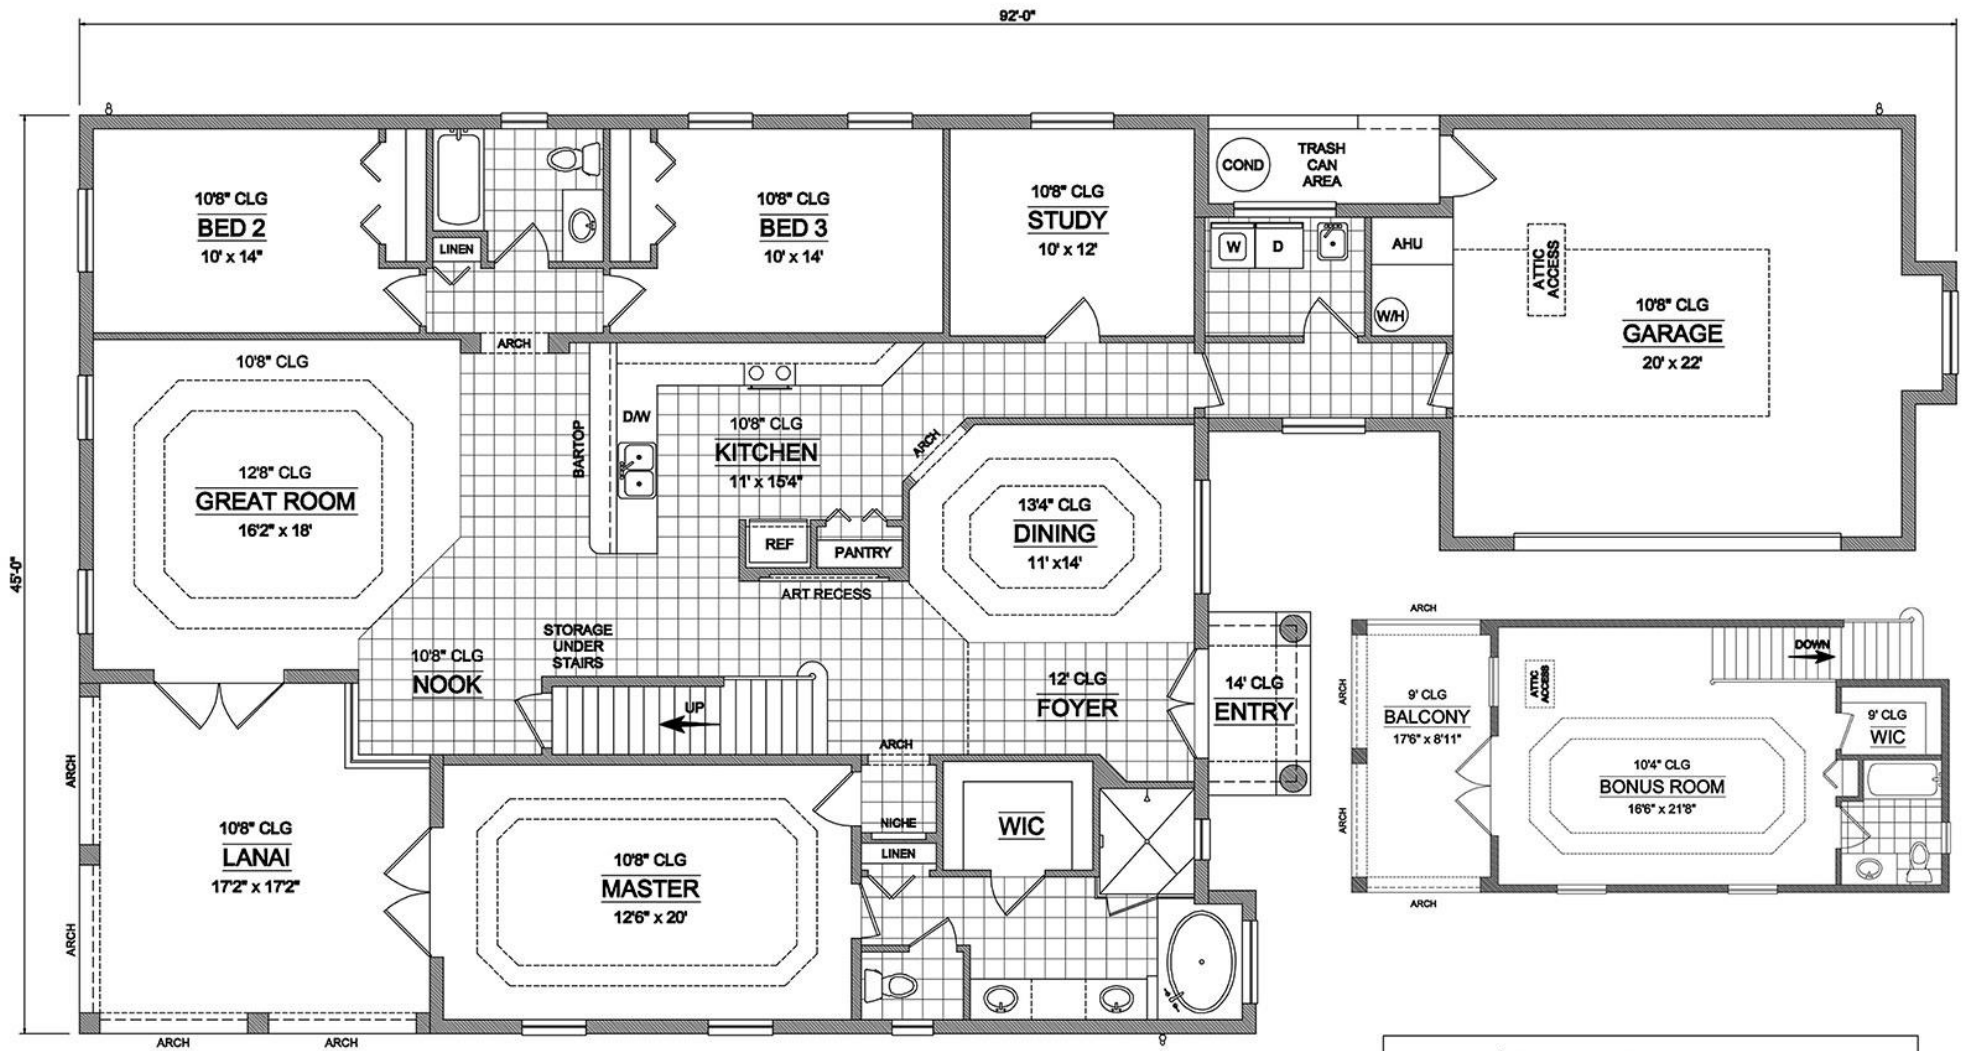 92'-0"
45'-0"
10'8" CLG
BED 2
10' x 14"
LINEN
10'8" CLG
BED 3
10' x 14'
10'8" CLG
STUDY
10' x 12'
COND
TRASH
CAN
AREA
W
D
AHU
W/H
ATTIC
ACCESS
10'8" CLG
GARAGE
20' x 22'
ARCH
10'8" CLG
12'8" CLG
GREAT ROOM
16'2" x 18'
BARTOP
D/W
10'8" CLG
KITCHEN
11' x 15'4"
ARCH
REF
PANTRY
ART RECESS
13'4" CLG
DINING
11' x14'
STORAGE
UNDER
STAIRS
10'8" CLG
NOOK
UP
12' CLG
FOYER
14' CLG
ENTRY
ARCH
ARCH
ARCH
ARCH
ARCH
10'8" CLG
LANAI
17'2" x 17'2"
10'8" CLG
MASTER
12'6" x 20'
ARCH
NICHE
LINEN
WIC
ARCH
ARCH
ARCH
ARCH
9' CLG
BALCONY
17'6" x 8'11"
ATTIC
ACCESS
DOWN
9' CLG
WIC
10'4" CLG
BONUS ROOM
16'6" x 21'8"